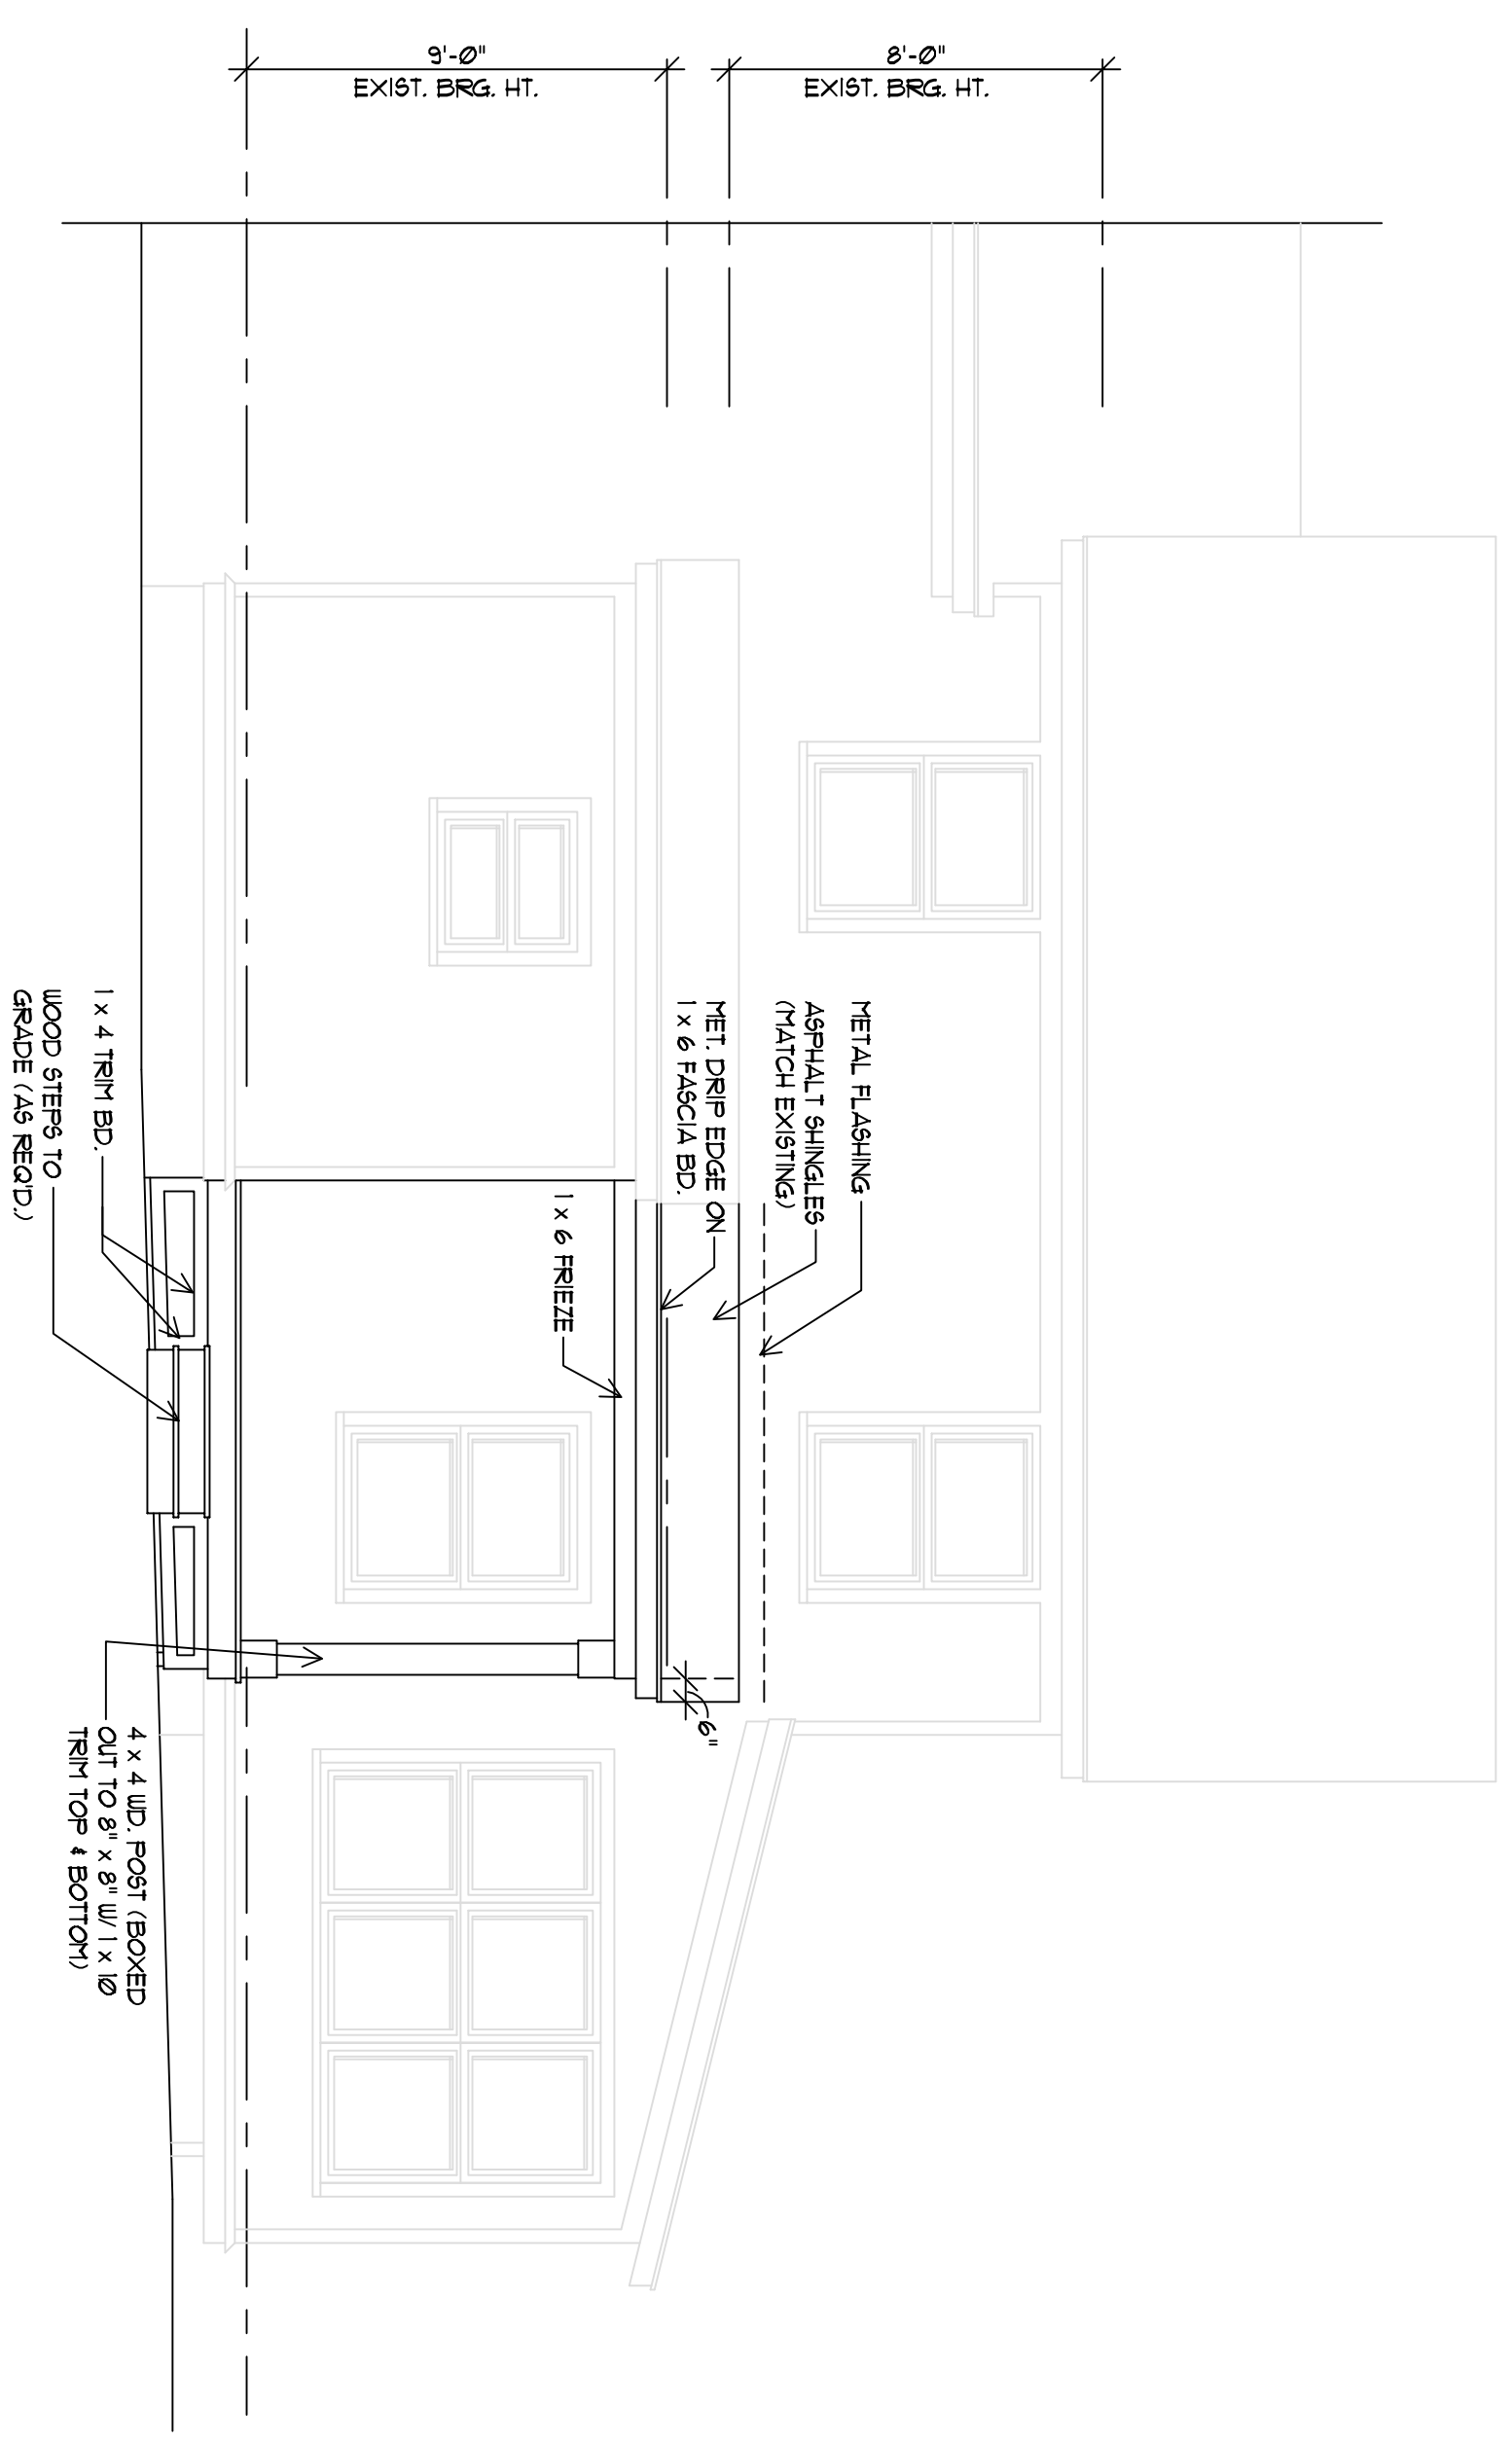 9'-0"
EXIST. BRG. HT.
8'-0"
EXIST. BRG. HT.
METAL FLASHING
ASPHALT SHINGLES
(MATCH EXISTING)
MET. DRIP EDGE ON
1 x 6 FASCIA BD.
1 x 6 FRIEZE
1 x 4 TRIM BD.
WOOD STEPS TO
GRADE (AS REQ'D.)
6"
4 x 4 WD. POST (BOXED
OUT TO 8" x 8" W/ 1 x 10
TRIM TOP & BOTTOM)